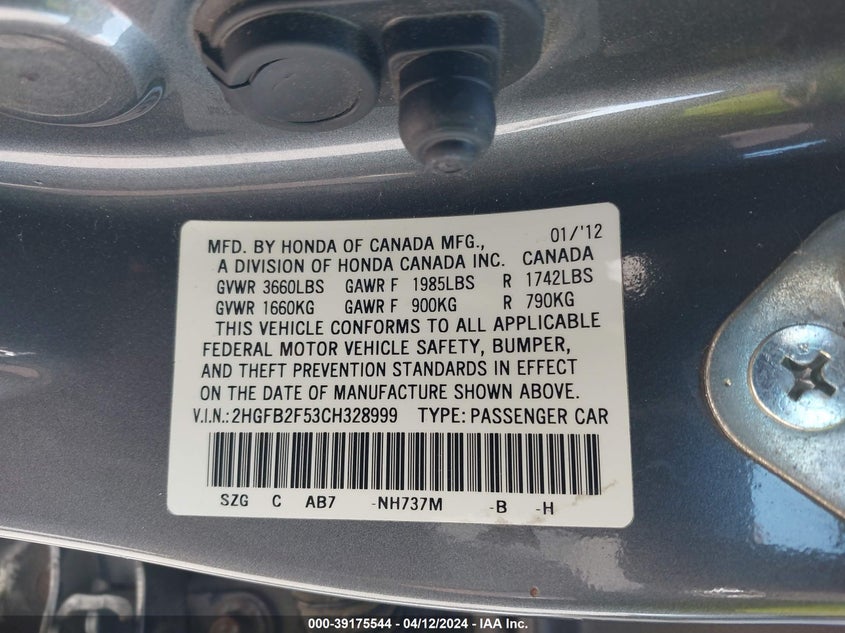 MFD. BY HONDA OF CANADA MFG., 01/'12
A DIVISION OF HONDA CANADA INC. CANADA
GVWR 3660LBS GAWR F 1985LBS R 1742LBS
GVWR 1660KG GAWR F 900KG R 790KG
THIS VEHICLE CONFORMS TO ALL APPLICABLE
FEDERAL MOTOR VEHICLE SAFETY, BUMPER,
AND THEFT PREVENTION STANDARDS IN EFFECT
ON THE DATE OF MANUFACTURE SHOWN ABOVE.
V.I.N.: 2HGFB2F53CH328999 TYPE: PASSENGER CAR
SZG C AB7 -NH737M -B -H
000-39175544 - 04/12/2024 - IAA Inc.